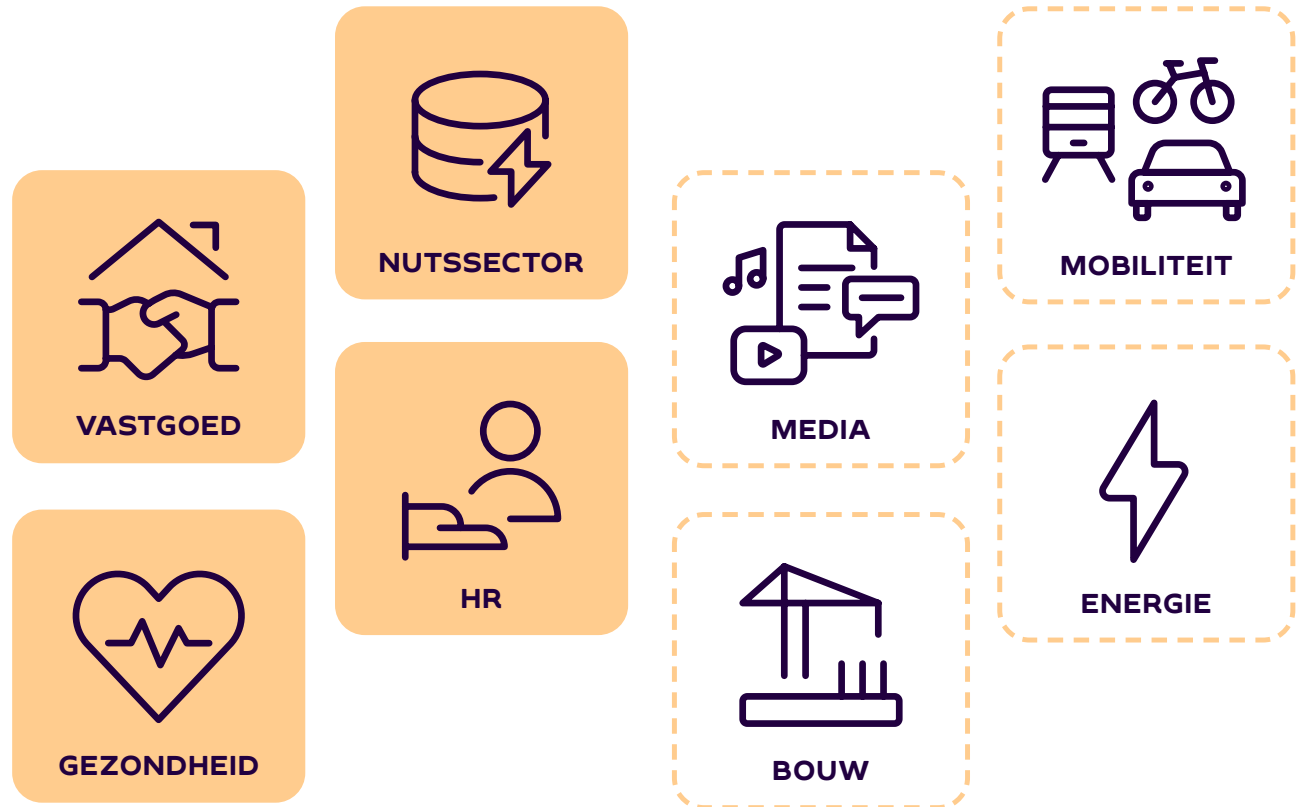 NUTSSECTOR
MOBILITEIT
VASTGOED
MEDIA
HR
ENERGIE
GEZONDHEID
BOUW